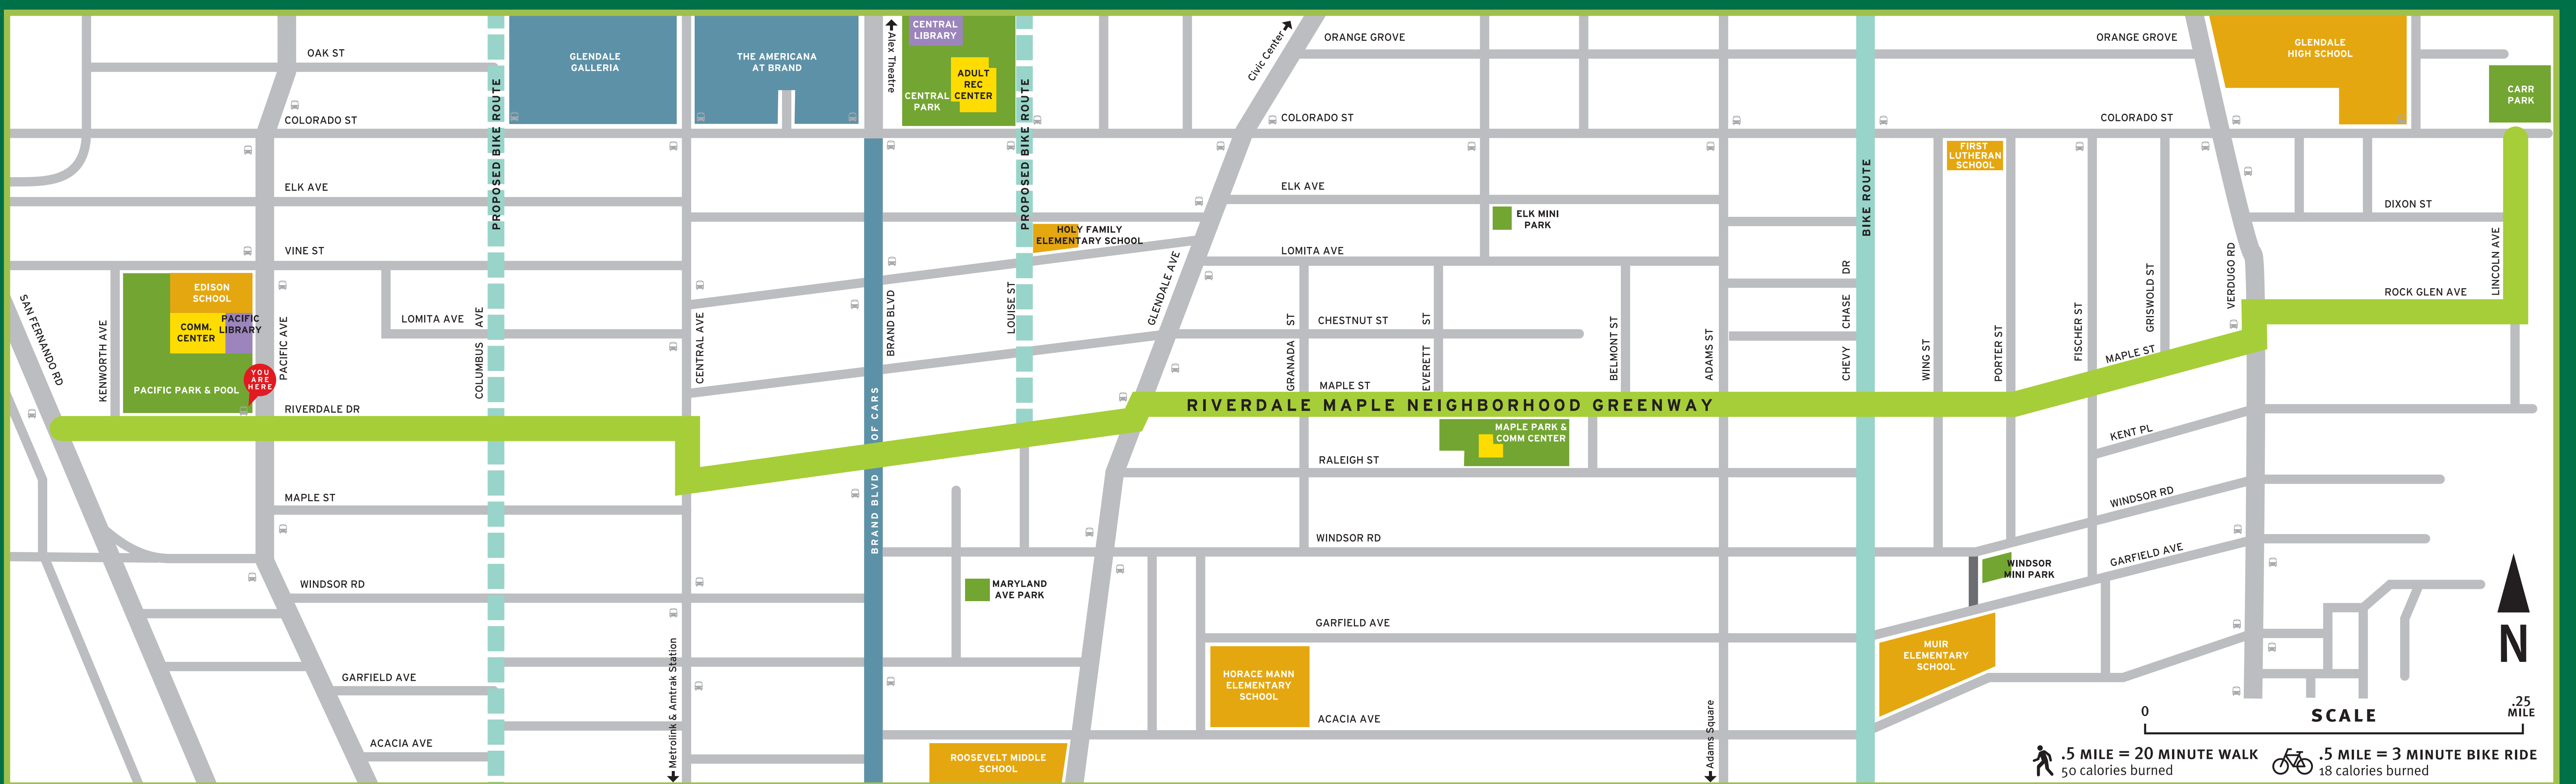 OAK ST
COLORADO ST
ELK AVE
VINE ST
PROPOSED BIKE ROUTE
GLENDALE
GALLERIA
THE AMERICANA
AT BRAND
Alex Theatre
CENTRAL
LIBRARY
ADULT
REC
CENTER
CENTRAL
PARK
PROPOSED BIKE ROUTE
Civic Center
ORANGE GROVE
COLORADO ST
ELK AVE
LOMITA AVE
ELK MINI
PARK
HOLY FAMILY
ELEMENTARY SCHOOL
BIKE ROUTE
ORANGE GROVE
COLORADO ST
FIRST
LUTHERAN
SCHOOL
GLENDALE
HIGH SCHOOL
CARR
PARK
DIXON ST
LINCOLN AVE
ROCK GLEN AVE
VERDUGO RD
SAN FERNANDO RD
KENWORTH AVE
EDISON
SCHOOL
COMM.
CENTER
PACIFIC
LIBRARY
PACIFIC PARK & POOL
YOU
ARE
HERE
PACIFIC AVE
RIVERDALE DR
LOMITA AVE
COLUMBUS AVE
CENTRAL AVE
BRAND BLVD
BRAND BLVD OF CARS
LOUISE ST
GLENDALE AVE
GRANADA ST
CHESTNUT ST
EVERETT ST
MAPLE ST
BELMONT ST
ADAMS ST
CHEVY CHASE DR
WING ST
PORTER ST
FISCHER ST
GRISWOLD ST
MAPLE ST
RIVERDALE MAPLE NEIGHBORHOOD GREENWAY
MAPLE PARK &
COMM CENTER
RALEIGH ST
KENT PL
WINDSOR RD
GARFIELD AVE
MAPLE ST
WINDSOR RD
GARFIELD AVE
ACACIA AVE
Metrolink & Amtrak Station
MARYLAND
AVE PARK
ROOSEVELT MIDDLE
SCHOOL
WINDSOR RD
GARFIELD AVE
HORACE MANN
ELEMENTARY
SCHOOL
ACACIA AVE
Adams Square
WINDSOR
MINI PARK
MUIR
ELEMENTARY
SCHOOL
N
0
SCALE
.25
MILE
.5 MILE = 20 MINUTE WALK
50 calories burned
.5 MILE = 3 MINUTE BIKE RIDE
18 calories burned